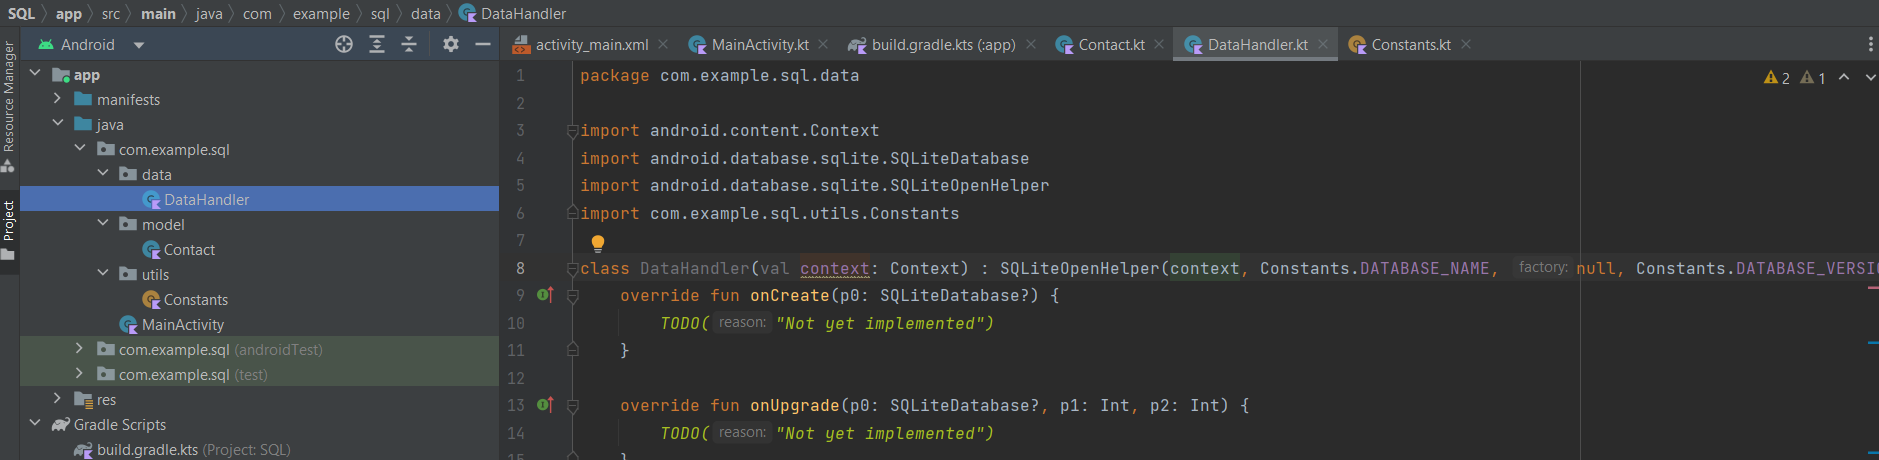 SQL app src main java com example sql data DataHandler
Resource Manager
Project
Android
app
manifests
java
com.example.sql
data
DataHandler
model
Contact
utils
Constants
MainActivity
com.example.sql (androidTest)
com.example.sql (test)
res
Gradle Scripts
build.gradle.kts (Project: SQL)
activity_main.xml MainActivity.kt build.gradle.kts (:app) Contact.kt DataHandler.kt Constants.kt
2 1
1 package com.example.sql.data
2
3 import android.content.Context
4 import android.database.sqlite.SQLiteDatabase
5 import android.database.sqlite.SQLiteOpenHelper
6 import com.example.sql.utils.Constants
7
8 class DataHandler(val context: Context) : SQLiteOpenHelper(context, Constants.DATABASE_NAME, factory: null, Constants.DATABASE_VERSIO
9 override fun onCreate(p0: SQLiteDatabase?) {
10 TODO( reason: "Not yet implemented")
11 }
12
13 override fun onUpgrade(p0: SQLiteDatabase?, p1: Int, p2: Int) {
14 TODO( reason: "Not yet implemented")
15 }